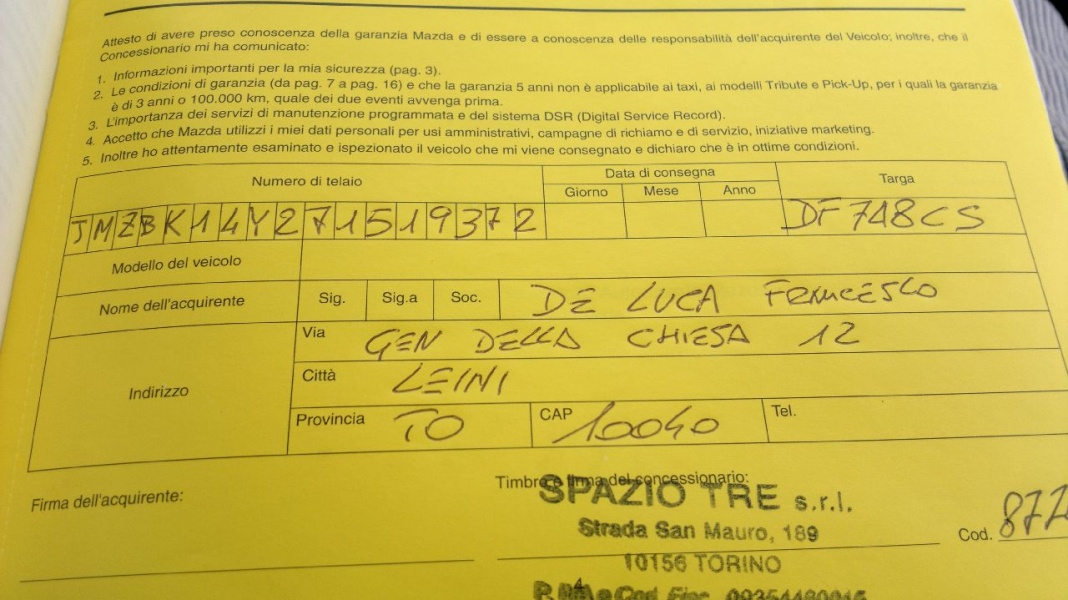 Attesto di avere preso conoscenza della garanzia Mazda e di essere a conoscenza delle responsabilità dell'acquirente del Veicolo; inoltre, che il
Concessionario mi ha comunicato:
1. Informazioni importanti per la mia sicurezza (pag. 3).
2. Le condizioni di garanzia (da pag. 7 a pag. 16) e che la garanzia 5 anni non è applicabile ai taxi, ai modelli Tribute e Pick-Up, per i quali la garanzia
è di 3 anni o 100.000 km, quale dei due eventi avvenga prima.
3. L'importanza dei servizi di manutenzione programmata e del sistema DSR (Digital Service Record).
4. Accetto che Mazda utilizzi i miei dati personali per usi amministrativi, campagne di richiamo e di servizio, iniziative marketing.
5. Inoltre ho attentamente esaminato e ispezionato il veicolo che mi viene consegnato e dichiaro che è in ottime condizioni.
Numero di telaio Data di consegna Targa
Giorno Mese Anno
JMZBK14Y271519372 DF748CS
Modello del veicolo
Nome dell'acquirente Sig. Sig.a Soc. DE LUCA FRANCESCO
Via GEN DELLA CHIESA 12
Indirizzo
Città LEINI
Provincia TO CAP 10040 Tel.
Firma dell'acquirente: Timbro e firma del concessionario:
SPAZIO TRE s.r.l.
Strada San Mauro, 189
Cod. 877
10156 TORINO